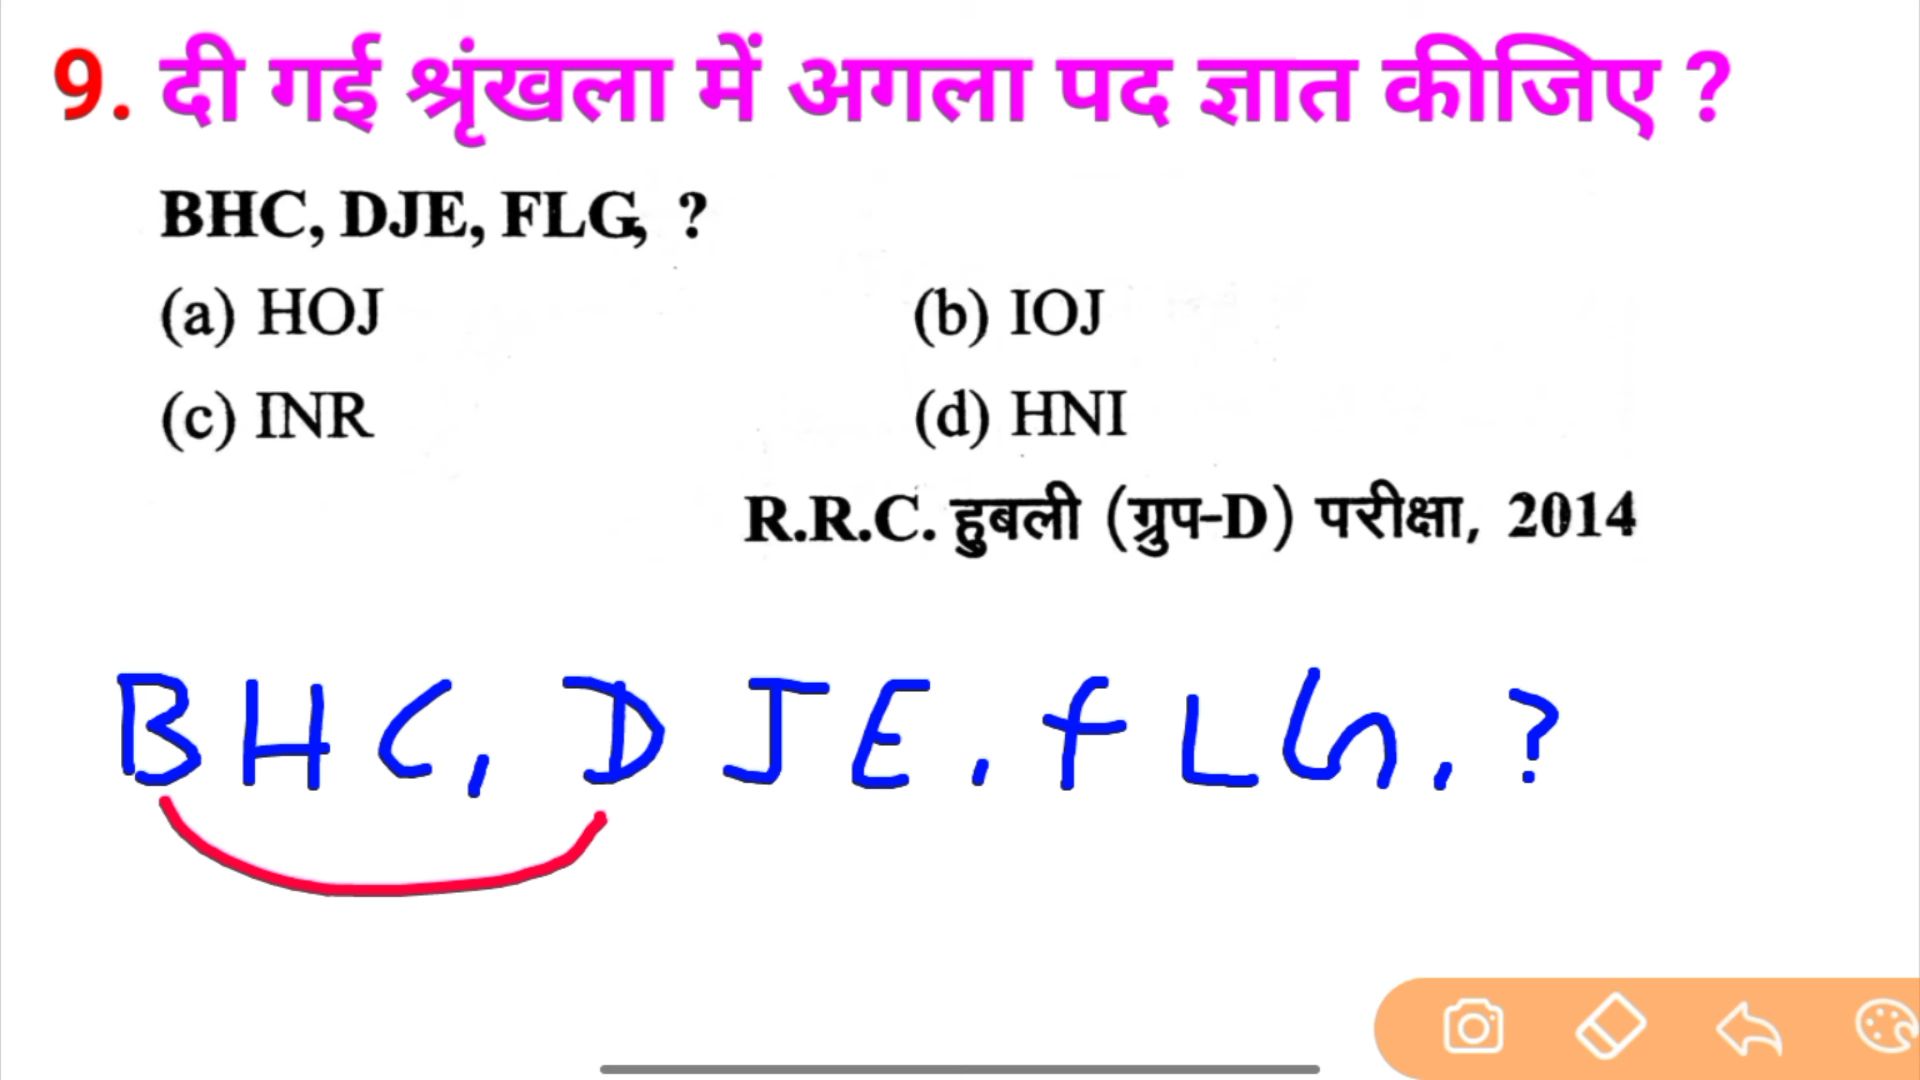 9. दी गई श्रृंखला में अगला पद ज्ञात कीजिए ?
BHC, DJE, FLG, ?
(a) HOJ (b) IOJ
(c) INR (d) HNI
R.R.C. हुबली (ग्रुप-D) परीक्षा, 2014
BHC, DJE, fLG, ?